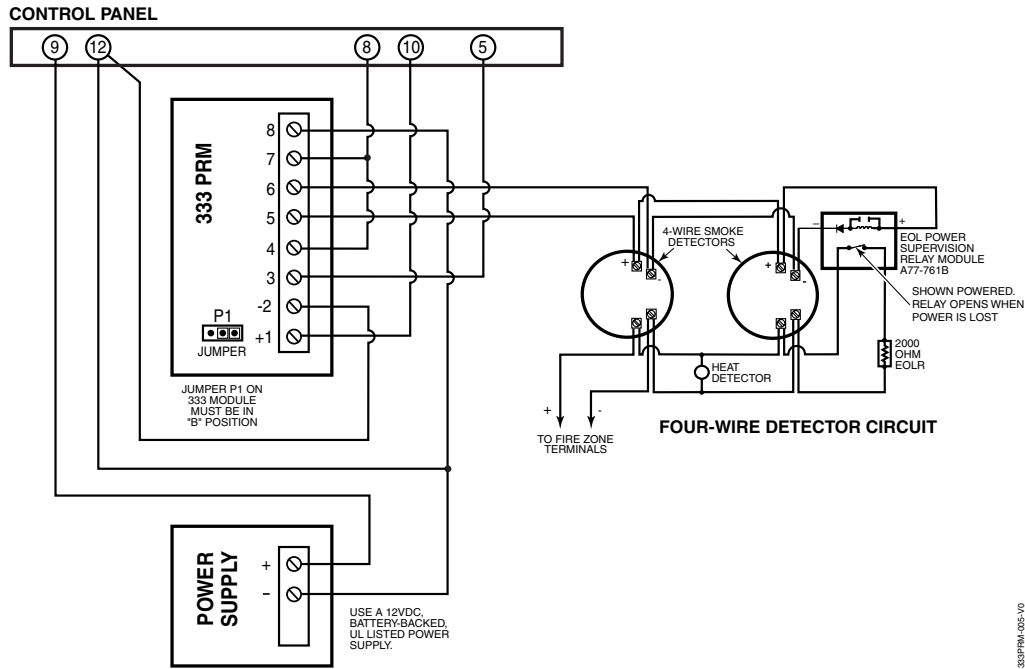 CONTROL PANEL
9 12 8 10 5
333 PRM
8
7
6
5
4
3
-2
+1
P1
JUMPER
JUMPER P1 ON
333 MODULE
MUST BE IN
"B" POSITION
4-WIRE SMOKE
DETECTORS
+
-
+
-
-
+
EOL POWER
SUPERVISION
RELAY MODULE
A77-761B
SHOWN POWERED.
RELAY OPENS WHEN
POWER IS LOST
2000
OHM
EOLR
HEAT
DETECTOR
+ -
TO FIRE ZONE
TERMINALS
FOUR-WIRE DETECTOR CIRCUIT
POWER
SUPPLY
+
-
USE A 12VDC,
BATTERY-BACKED,
UL LISTED POWER
SUPPLY.
333PRM-005-V0